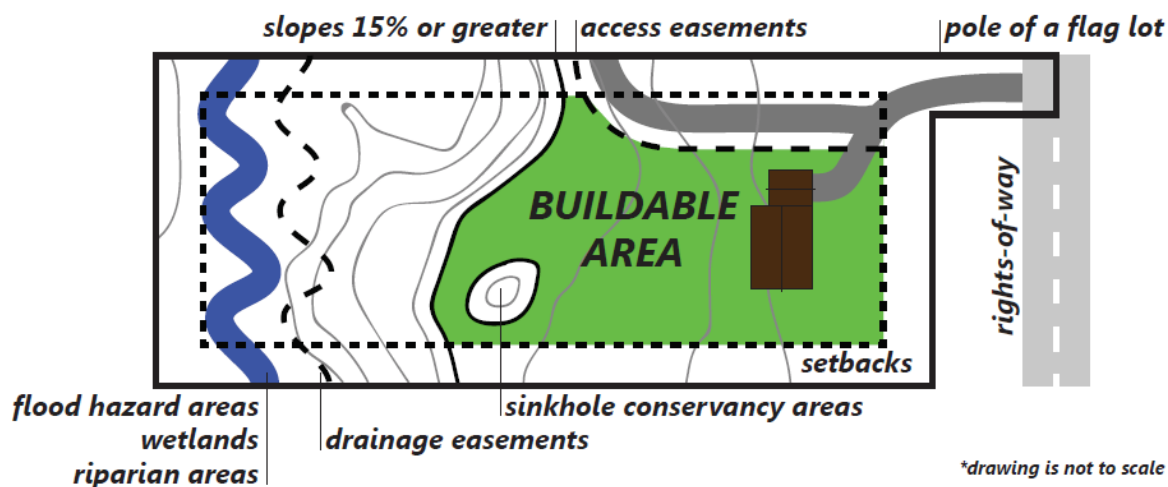 slopes 15% or greater
access easements
pole of a flag lot
BUILDABLE
AREA
rights-of-way
setbacks
flood hazard areas
wetlands
riparian areas
drainage easements
sinkhole conservancy areas
*drawing is not to scale